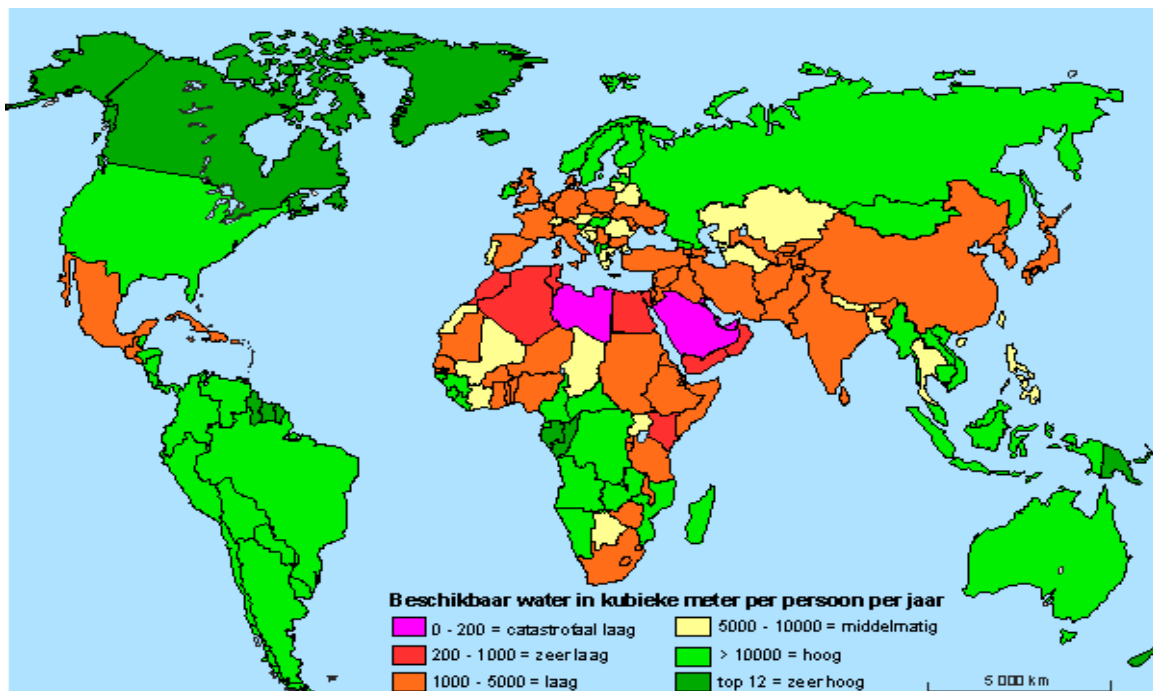 Beschikbaar water in kubieke meter per persoon per jaar
0 - 200 = catastrofaal laag
200 - 1000 = zeer laag
1000 - 5000 = laag
5000 - 10000 = middelmatig
> 10000 = hoog
top 12 = zeer hoog
5 000 km